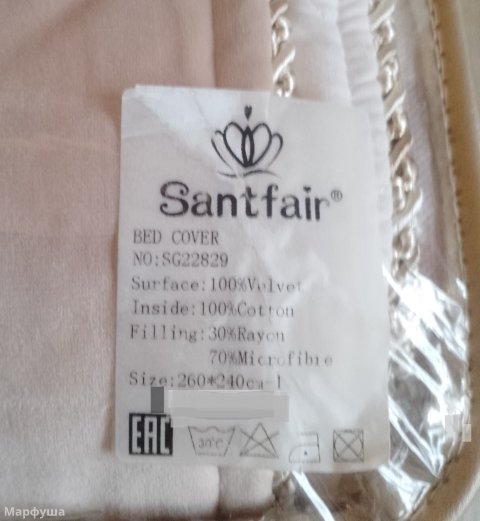 Santfair®
BED COVER
NO:SG22829
Surface:100%Velvet
Inside:100%Cotton
Filling:30%Rayon
70%Microfibre
Size:260*240cm-1
EAC
30℃
Марфуша